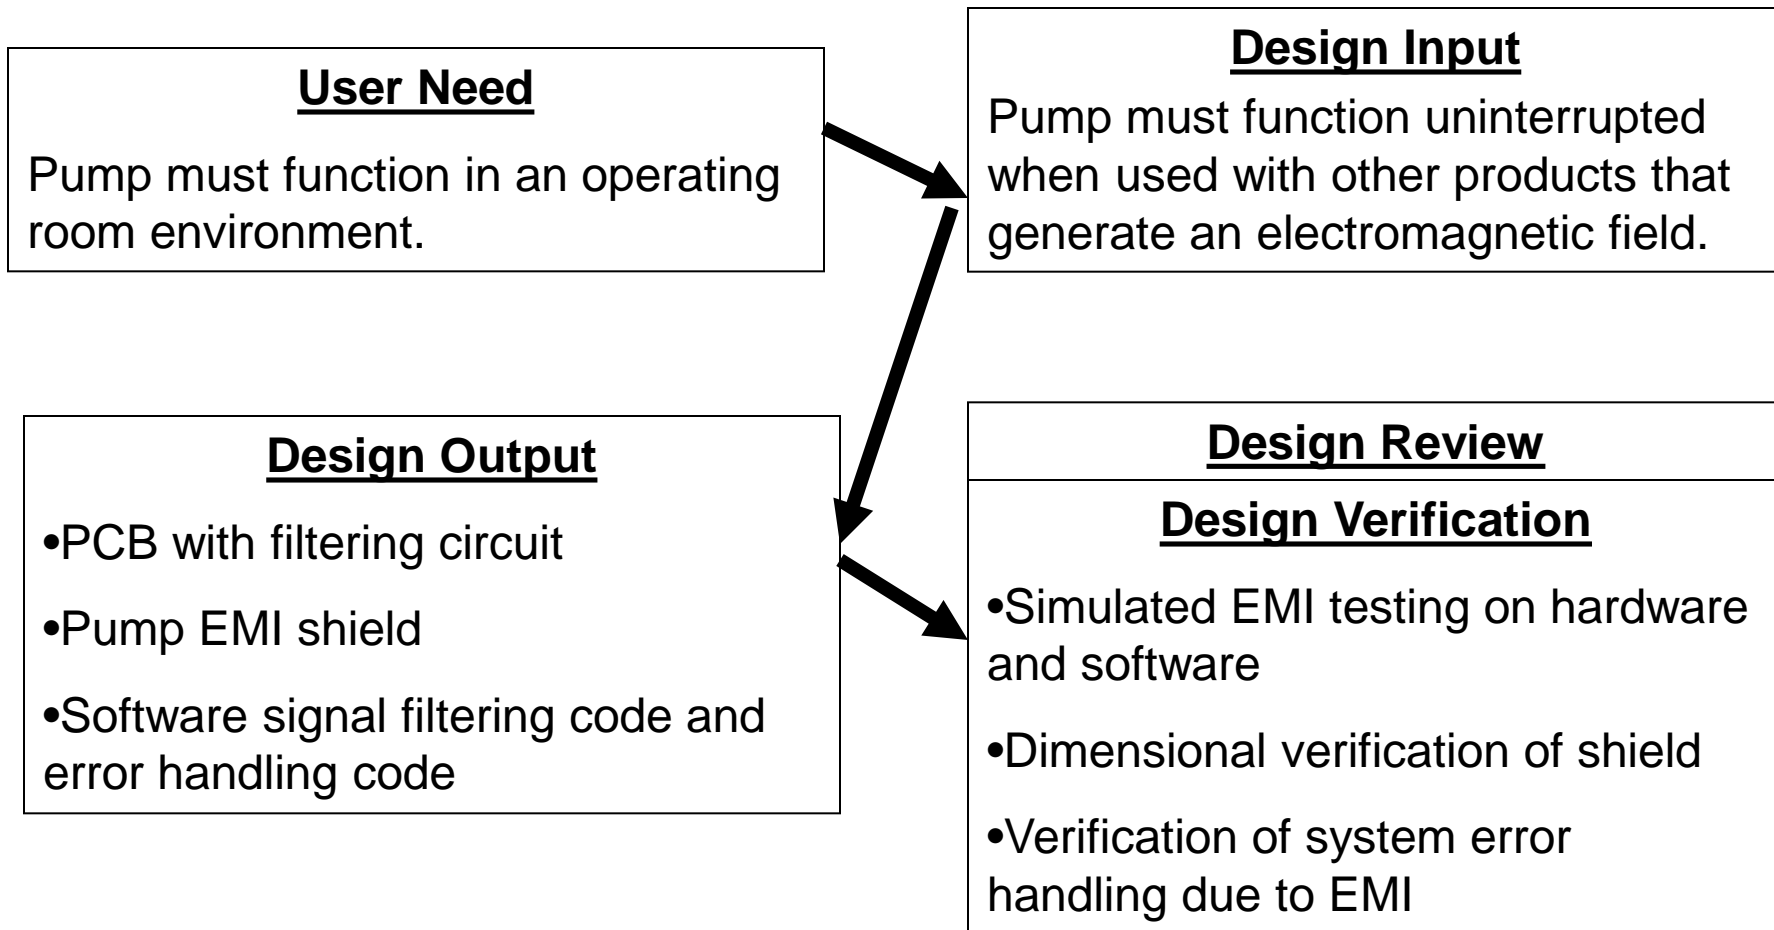 User Need
Pump must function in an operating
room environment.
Design Input
Pump must function uninterrupted
when used with other products that
generate an electromagnetic field.
Design Output
•PCB with filtering circuit
•Pump EMI shield
•Software signal filtering code and
error handling code
Design Review
Design Verification
•Simulated EMI testing on hardware
and software
•Dimensional verification of shield
•Verification of system error
handling due to EMI